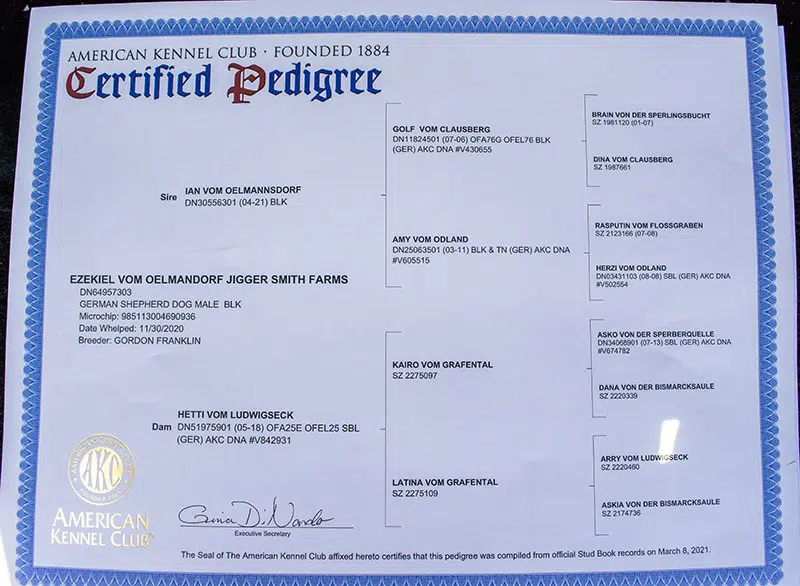 AMERICAN KENNEL CLUB · FOUNDED 1884
Certified Pedigree
Sire IAN VOM OELMANNSDORF
DN30556301 (04-21) BLK
EZEKIEL VOM OELMANDORF JIGGER SMITH FARMS
DN64957303
GERMAN SHEPHERD DOG MALE BLK
Microchip: 985113004690936
Date Whelped: 11/30/2020
Breeder: GORDON FRANKLIN
HETTI VOM LUDWIGSECK
Dam DN51975901 (05-18) OFA25E OFEL25 SBL
(GER) AKC DNA #V842931
GOLF VOM CLAUSBERG
DN11824501 (07-06) OFA76G OFEL76 BLK
(GER) AKC DNA #V430655
AMY VOM ODLAND
DN25063501 (03-11) BLK & TN (GER) AKC DNA
#V605515
KAIRO VOM GRAFENTAL
SZ 2275097
LATINA VOM GRAFENTAL
SZ 2275109
BRAIN VON DER SPERLINGSBUCHT
SZ 1981120 (01-07)
DINA VOM CLAUSBERG
SZ 1987661
RASPUTIN VOM FLOSSGRABEN
SZ 2123166 (07-08)
HERZI VOM ODLAND
DN03431103 (08-08) SBL (GER) AKC DNA
#V502554
ASKO VON DER SPERBERQUELLE
DN34068901 (07-13) SBL (GER) AKC DNA
#V674782
DANA VON DER BISMARCKSAULE
SZ 2220339
ARRY VOM LUDWIGSECK
SZ 2220460
ASKIA VON DER BISMARCKSAULE
SZ 2174736
AMERICAN KENNEL CLUB
AKC
FOUNDED 1884
AMERICAN
KENNEL CLUB
Gina DiNardo
Executive Secretary
The Seal of The American Kennel Club affixed hereto certifies that this pedigree was compiled from official Stud Book records on March 8, 2021.